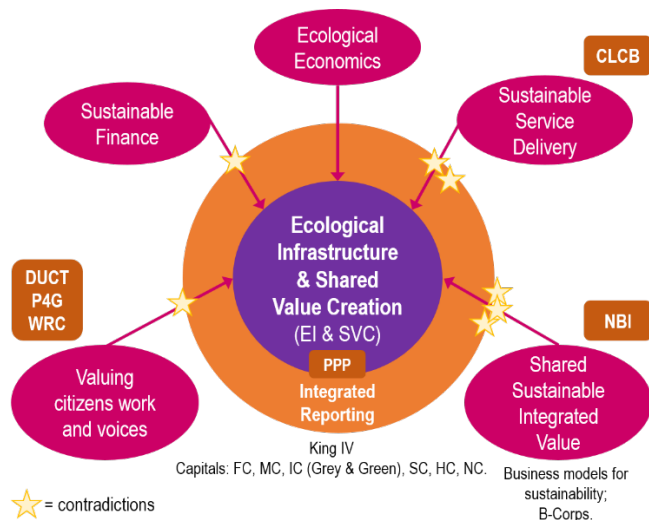 Ecological
Economics
CLCB
Sustainable
Finance
Sustainable
Service
Delivery
Ecological
Infrastructure
& Shared
Value Creation
(EI & SVC)
DUCT
P4G
WRC
NBI
PPP
Integrated
Reporting
Valuing
citizens work
and voices
Shared
Sustainable
Integrated
Value
King IV
Capitals: FC, MC, IC (Grey & Green), SC, HC, NC.
Business models for
sustainability;
B-Corps.
= contradictions